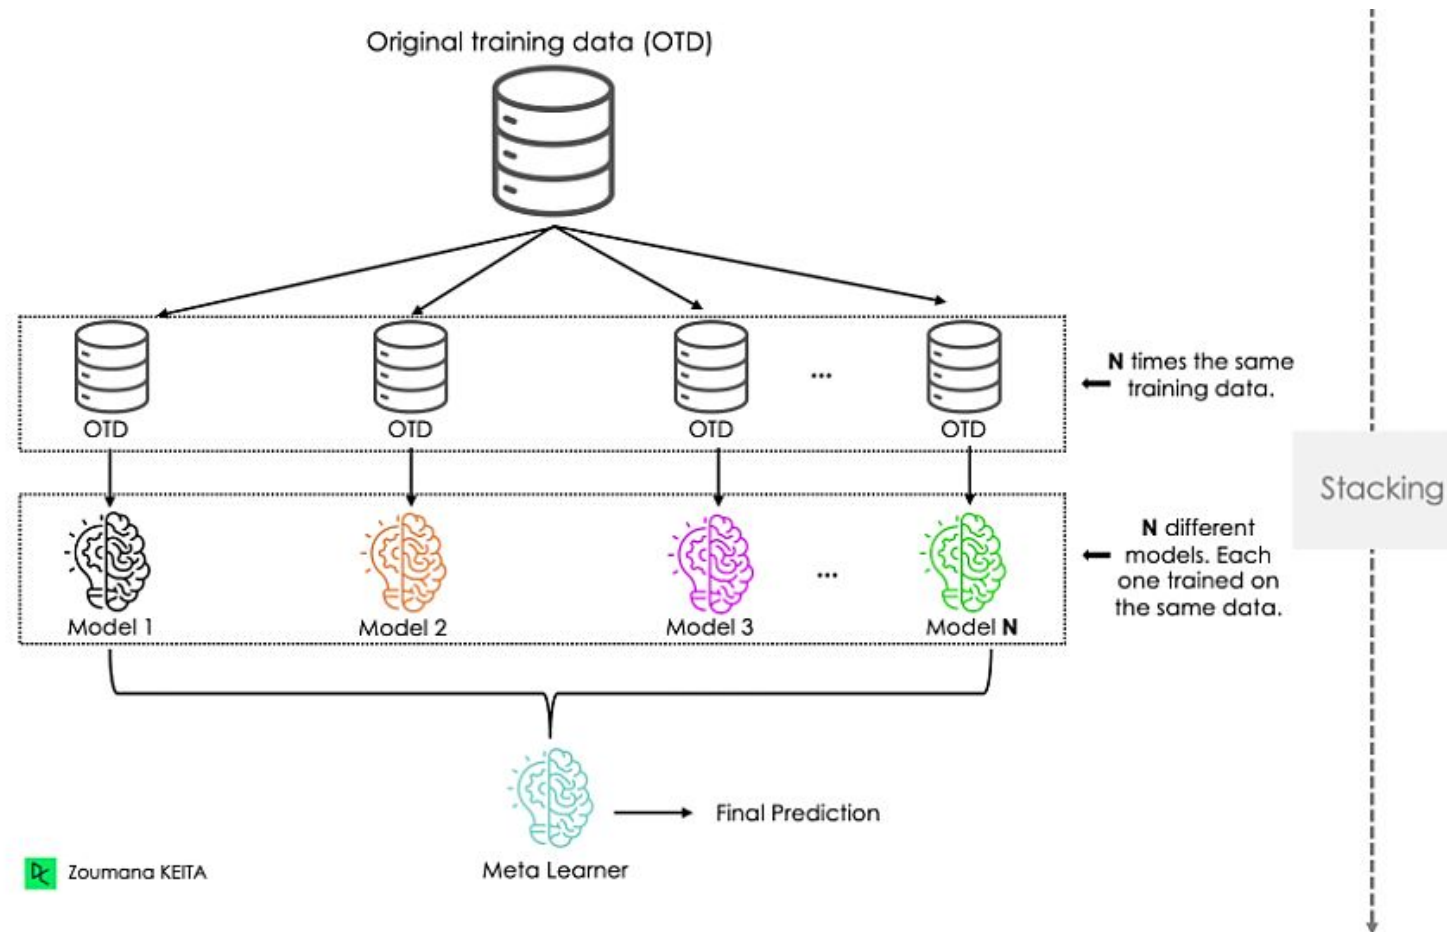 Original training data (OTD)
OTD
OTD
OTD
...
OTD
N times the same
training data.
Model 1
Model 2
Model 3
...
Model N
N different
models. Each
one trained on
the same data.
Stacking
Meta Learner
Final Prediction
DC Zoumana KEITA